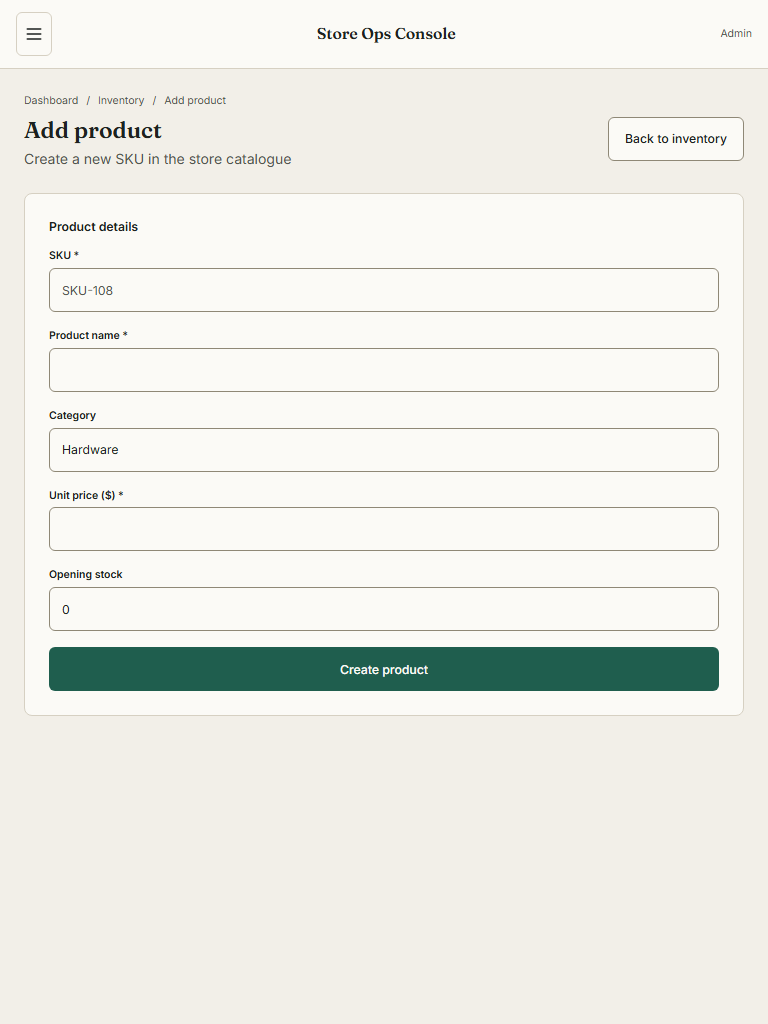 Store Ops Console
Admin
Dashboard / Inventory / Add product
Add product
Create a new SKU in the store catalogue
Back to inventory
Product details
SKU *
SKU-108
Product name *
Category
Hardware
Unit price ($) *
Opening stock
0
Create product